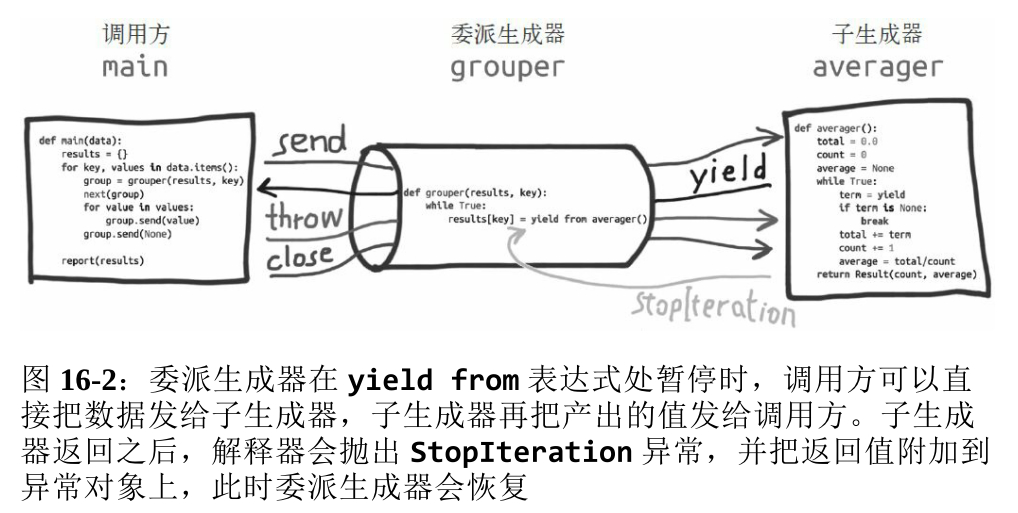 调用方
main
委派生成器
grouper
子生成器
averager
def main(data):
    results = {}
    for key, values in data.items():
        group = grouper(results, key)
        next(group)
        for value in values:
            group.send(value)
        group.send(None)

    report(results)
send
throw
close
def grouper(results, key):
    while True:
        results[key] = yield from averager()
yield
StopIteration
def averager():
    total = 0.0
    count = 0
    average = None
    while True:
        term = yield
        if term is None:
            break
        total += term
        count += 1
        average = total/count
    return Result(count, average)
图 16-2：委派生成器在 yield from 表达式处暂停时，调用方可以直
接把数据发给子生成器，子生成器再把产出的值发给调用方。子生成
器返回之后，解释器会抛出 StopIteration 异常，并把返回值附加到
异常对象上，此时委派生成器会恢复